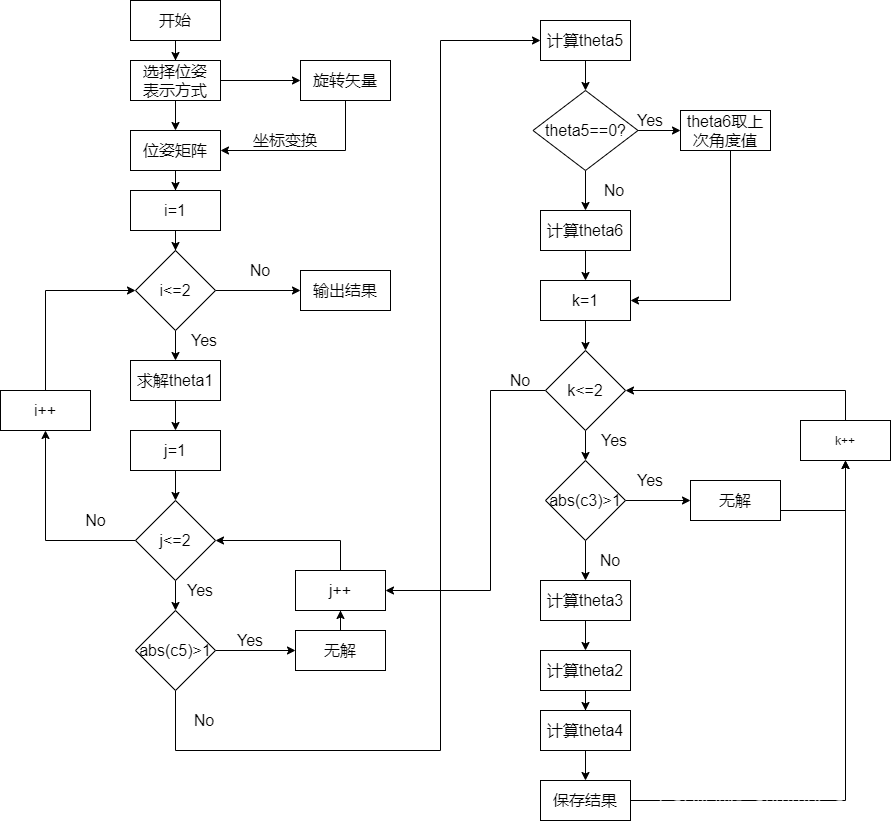 开始
选择位姿
表示方式
旋转矢量
坐标变换
位姿矩阵
i=1
i<=2
No
输出结果
Yes
求解theta1
i++
j=1
No
j<=2
Yes
j++
abs(c5)>1
Yes
无解
No
计算theta5
theta5==0?
Yes
theta6取上
次角度值
No
计算theta6
k=1
No
k<=2
k++
Yes
abs(c3)>1
Yes
无解
No
计算theta3
计算theta2
计算theta4
保存结果